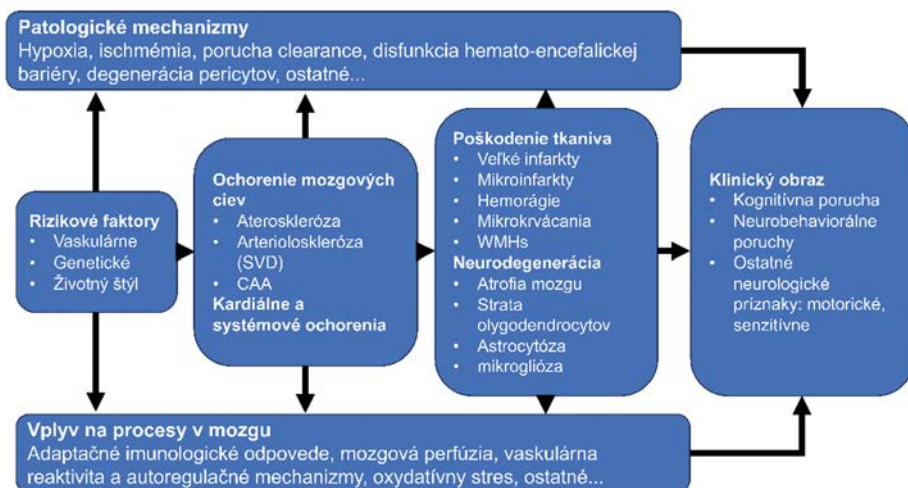 Patologické mechanizmy
Hypoxia, ischmémia, porucha clearance, disfunkcia hemato-encefalickej
bariéry, degenerácia pericytov, ostatné...
Rizikové faktory
• Vaskulárne
• Genetické
• Životný štýl
Ochorenie mozgových
ciev
• Ateroskleróza
• Arterioloskleróza
(SVD)
• CAA
Kardiálne a
systémové ochorenia
Poškodenie tkaniva
• Veľké infarkty
• Mikroinfarkty
• Hemorágie
• Mikrokrvácania
• WMHs
Neurodegenerácia
• Atrofia mozgu
• Strata
olygodendrocytov
• Astrocytóza
• mikroglióza
Klinický obraz
• Kognitívna porucha
• Neurobehaviorálne
poruchy
• Ostatné
neurologické
príznaky: motorické,
senzitívne
Vplyv na procesy v mozgu
Adaptačné imunologické odpovede, mozgová perfúzia, vaskulárna
reaktivita a autoregulačné mechanizmy, oxydatívny stres, ostatné...